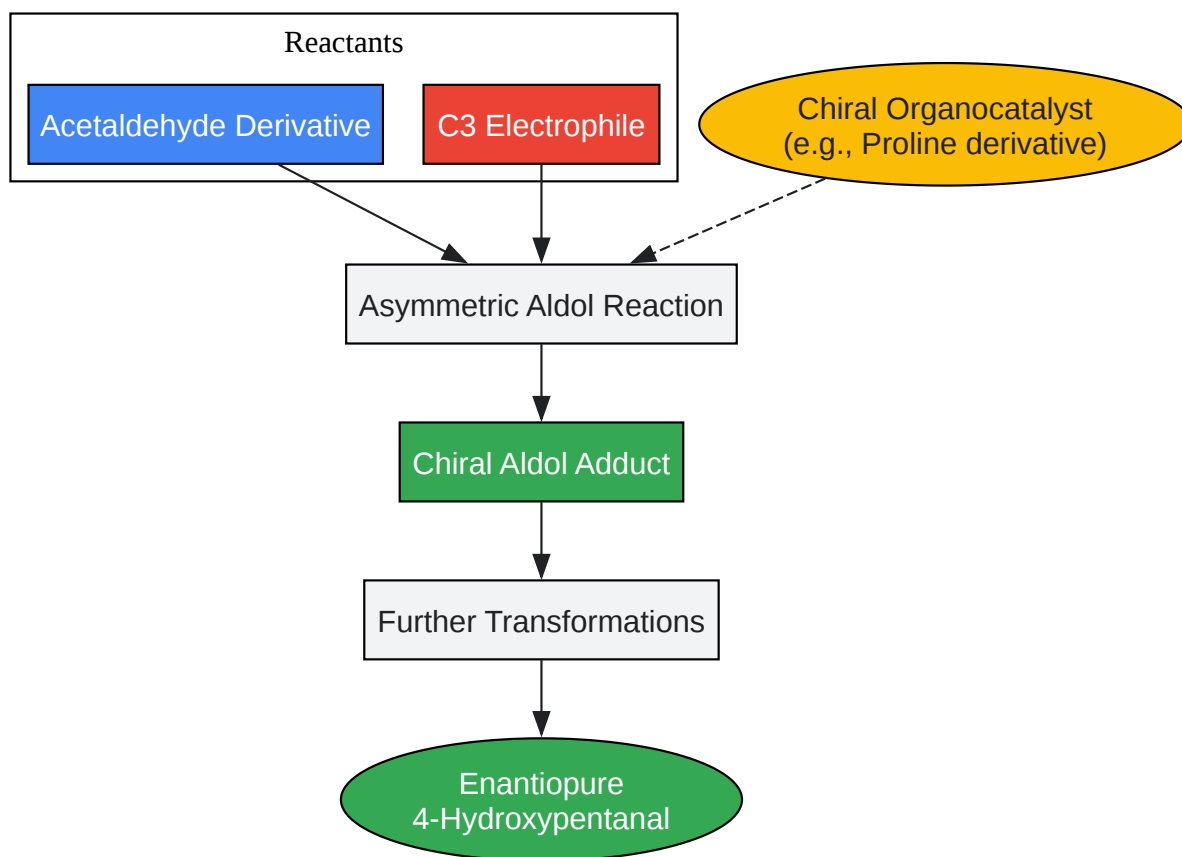 Reactants
Acetaldehyde Derivative
C3 Electrophile
Chiral Organocatalyst
(e.g., Proline derivative)
Asymmetric Aldol Reaction
Chiral Aldol Adduct
Further Transformations
Enantiopure
4-Hydroxypentanal